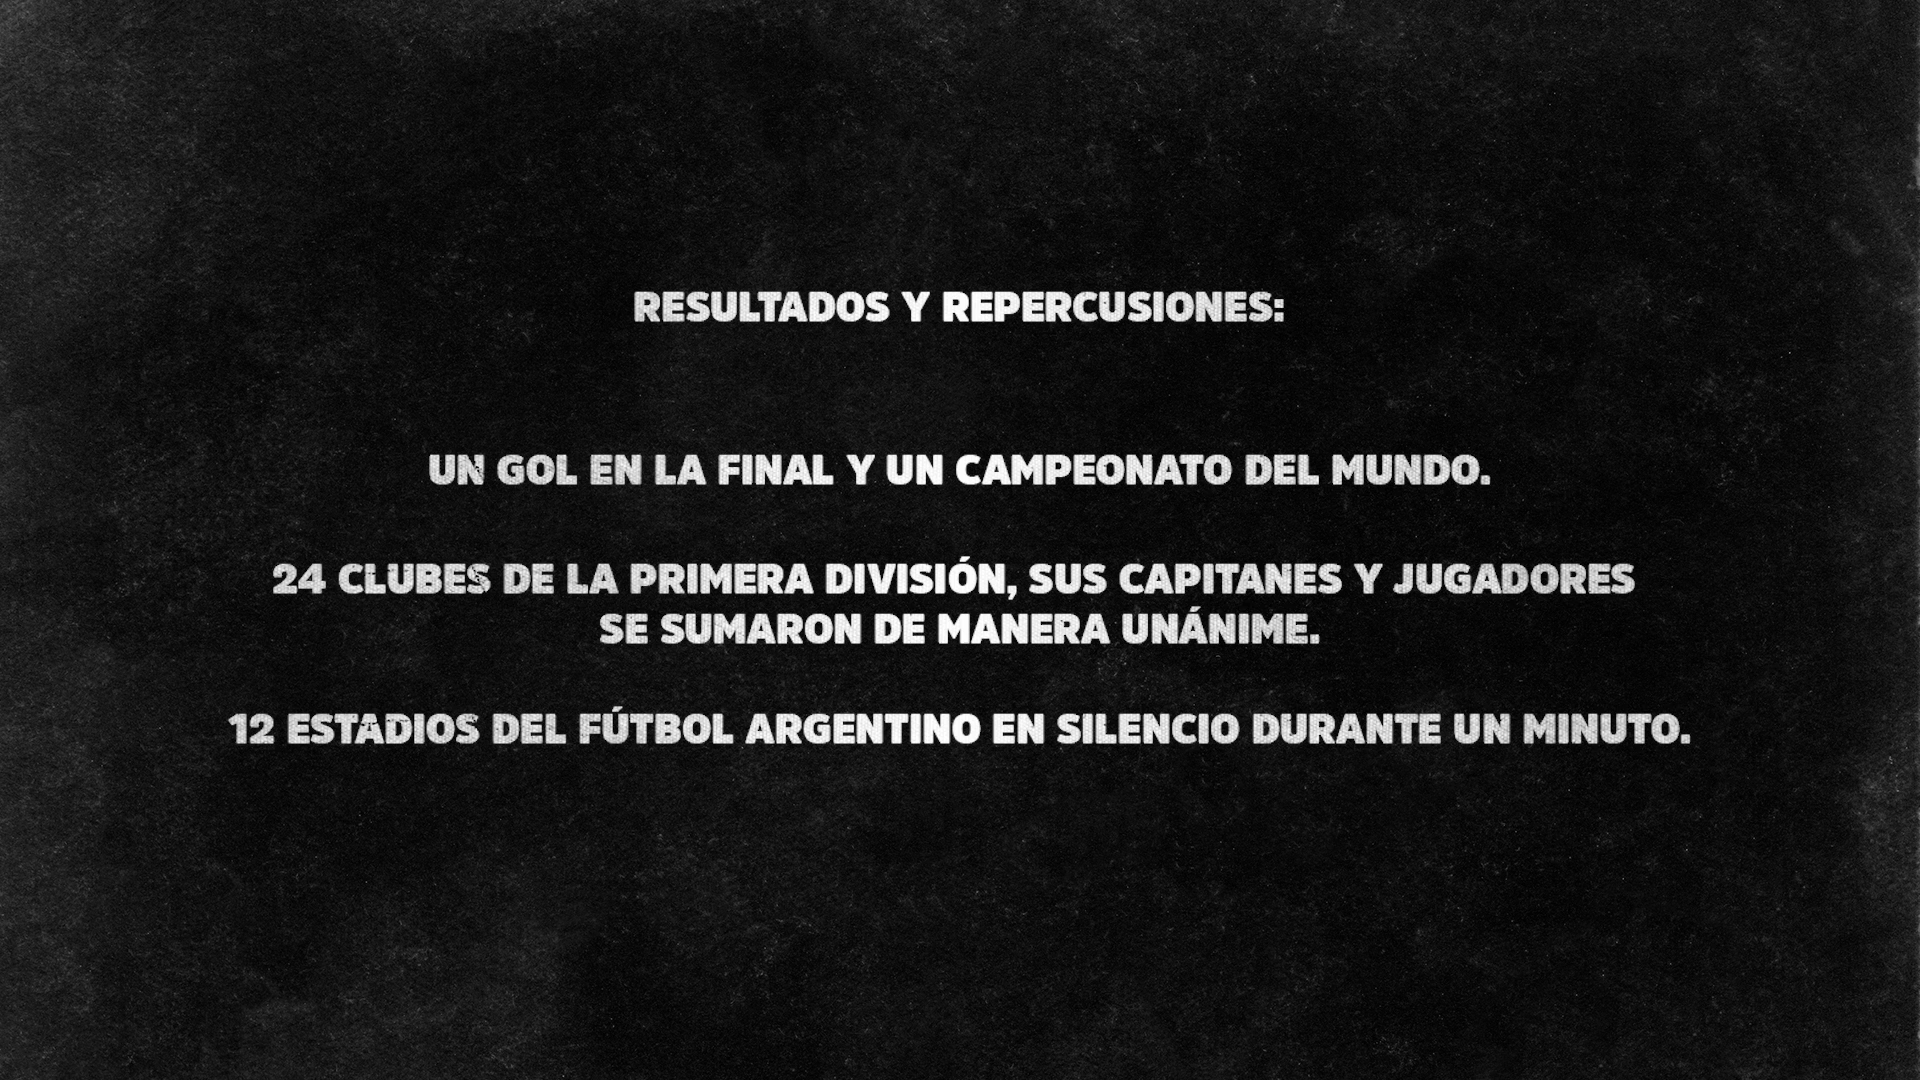 RESULTADOS Y REPERCUSIONES:
UN GOL EN LA FINAL Y UN CAMPEONATO DEL MUNDO.
24 CLUBES DE LA PRIMERA DIVISIÓN, SUS CAPITANES Y JUGADORES
SE SUMARON DE MANERA UNÁNIME.
12 ESTADIOS DEL FÚTBOL ARGENTINO EN SILENCIO DURANTE UN MINUTO.